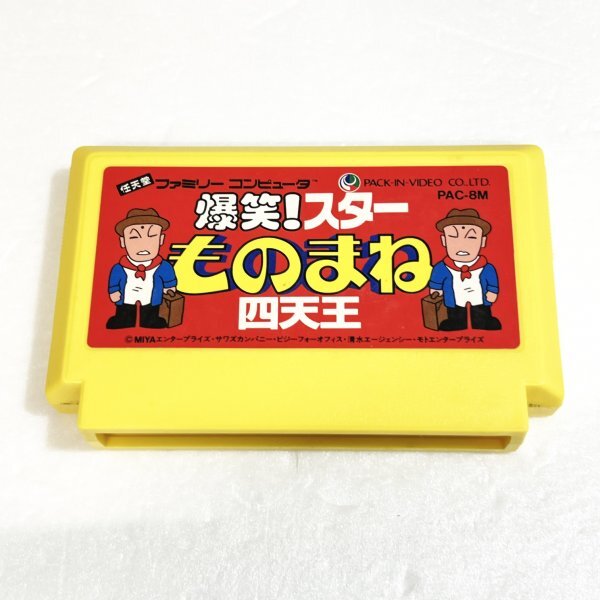 任天堂 ファミリー コンピュータ™ PACK-IN-VIDEO CO.,LTD.
PAC-8M
爆笑!スター
ものまね
四天王
©MIYAエンタープライズ・サワズカンパニー・ビジーフォーオフィス・清水エージェンシー・モトエンタープライズ